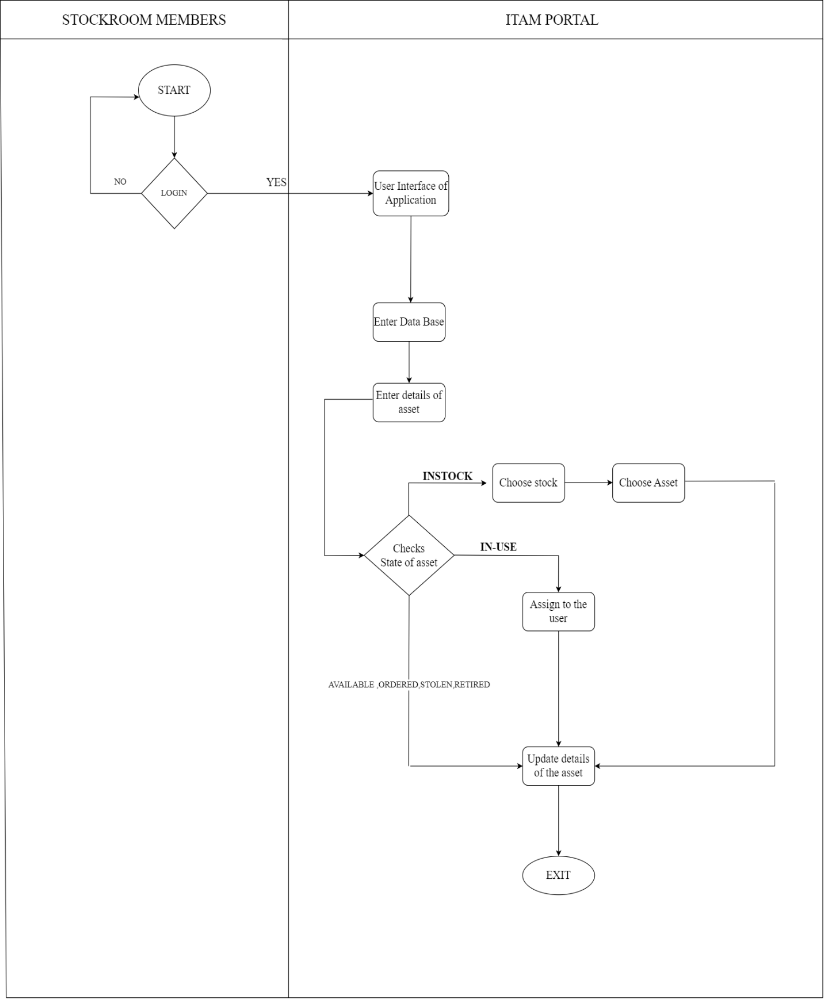 STOCKROOM MEMBERS
ITAM PORTAL
START
NO
LOGIN
YES
User Interface of
Application
Enter Data Base
Enter details of
asset
INSTOCK
Choose stock
Choose Asset
Checks
State of asset
IN-USE
Assign to the
user
AVAILABLE ,ORDERED,STOLEN,RETIRED
Update details
of the asset
EXIT